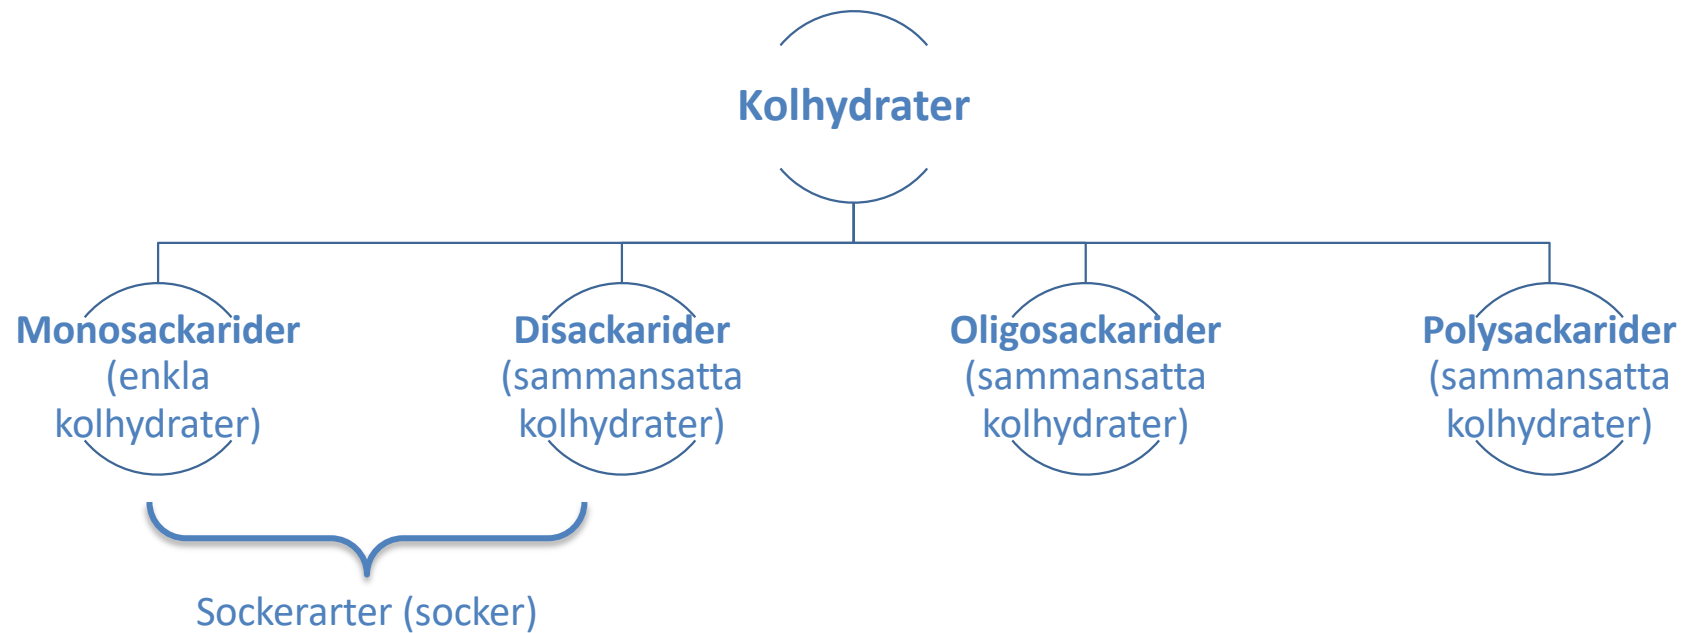 Kolhydrater
Monosackarider
(enkla
kolhydrater)
Disackarider
(sammansatta
kolhydrater)
Oligosackarider
(sammansatta
kolhydrater)
Polysackarider
(sammansatta
kolhydrater)
Sockerarter (socker)